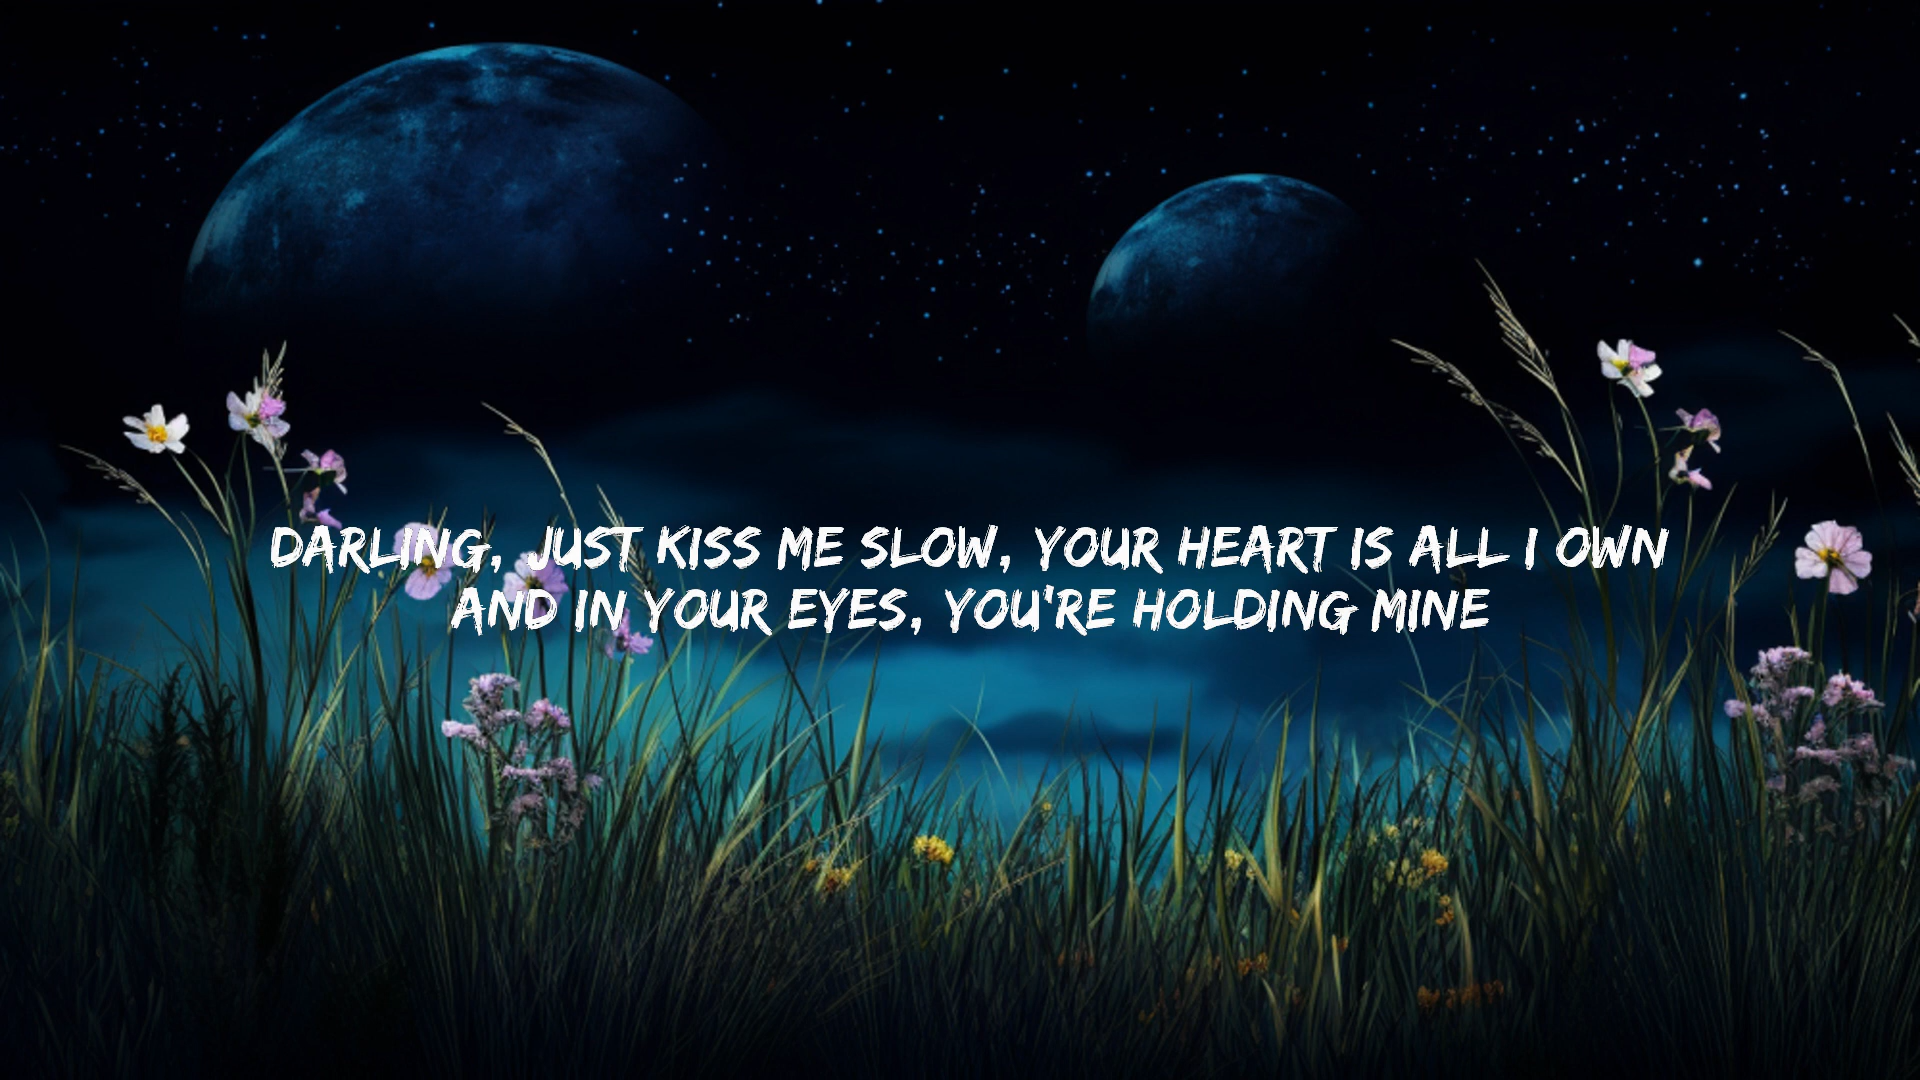 DARLING, JUST KISS ME SLOW, YOUR HEART IS ALL I OWN
AND IN YOUR EYES, YOU'RE HOLDING MINE